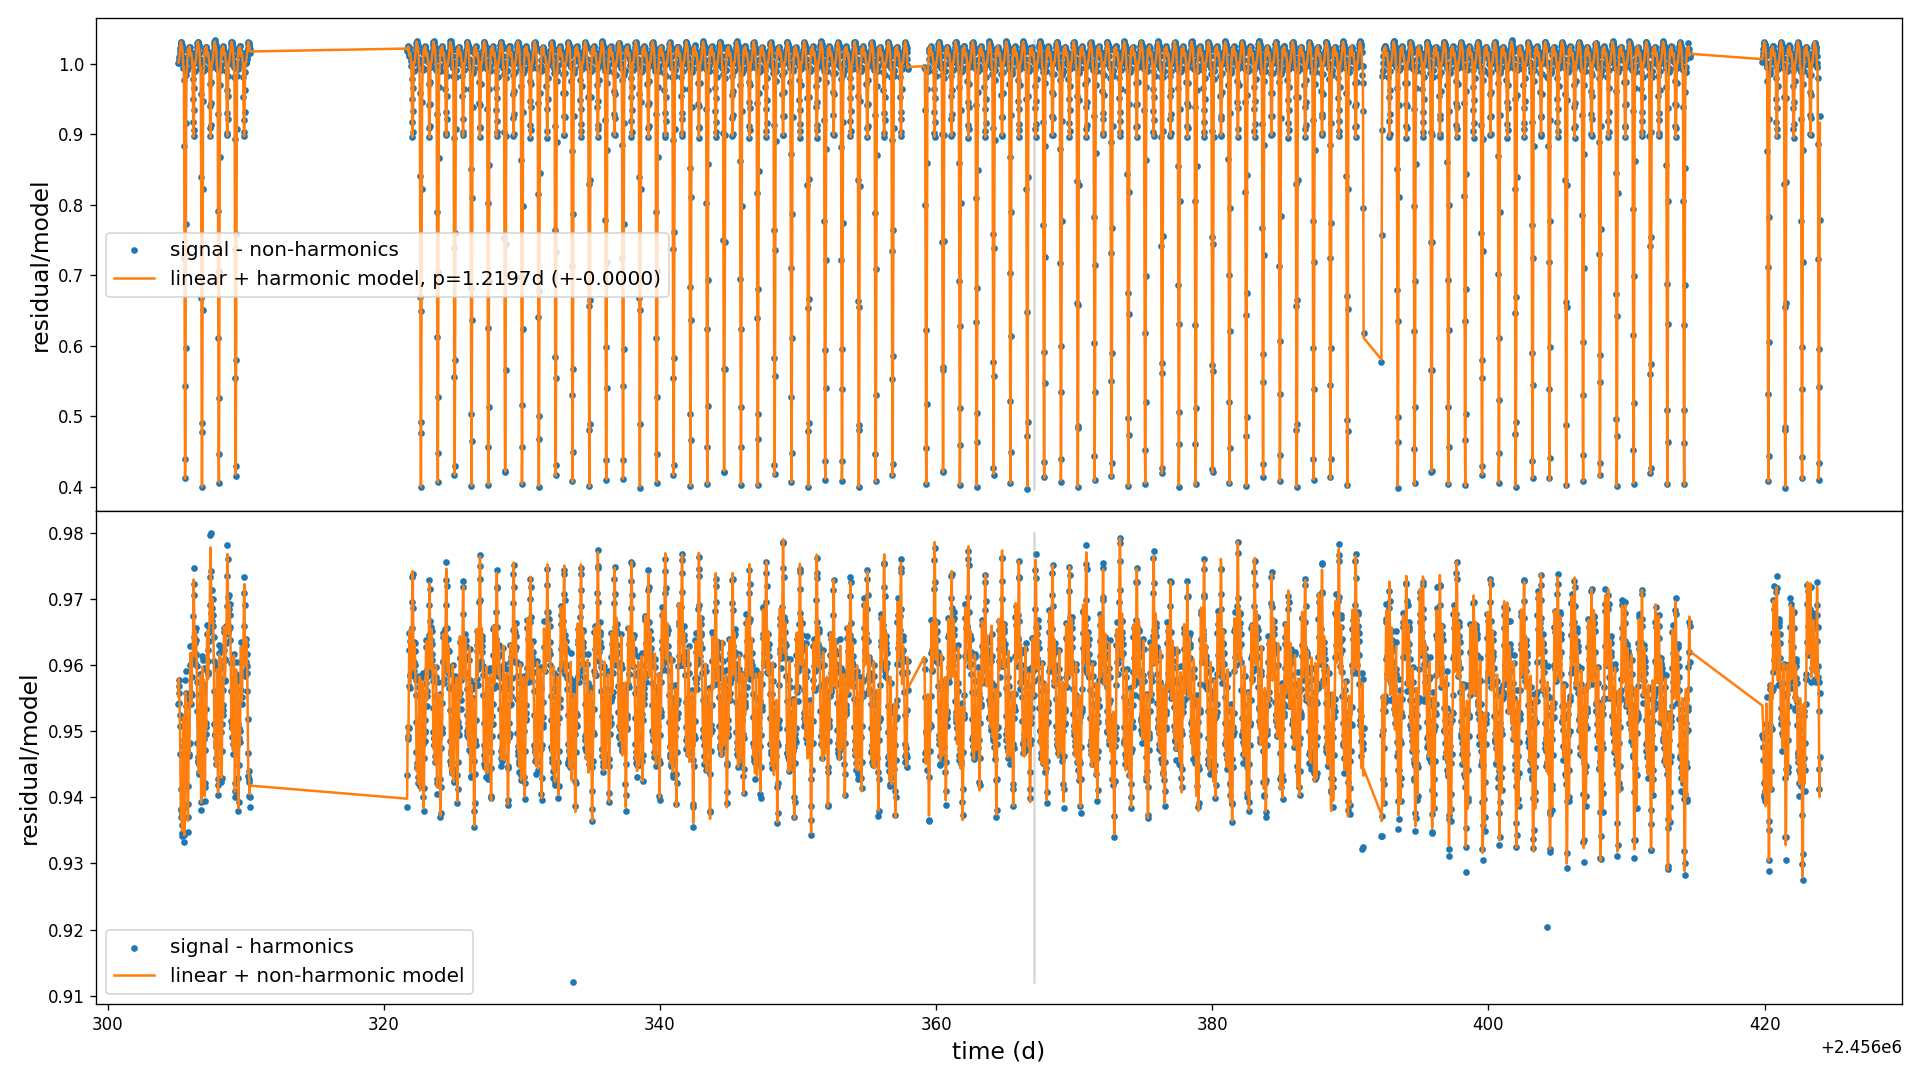 residual/model
1.0
0.9
0.8
0.7
0.6
0.5
0.4
signal - non-harmonics
linear + harmonic model, p=1.2197d (+-0.0000)
residual/model
0.98
0.97
0.96
0.95
0.94
0.93
0.92
0.91
signal - harmonics
linear + non-harmonic model
300
320
340
360
380
400
420
time (d)
+2.456e6